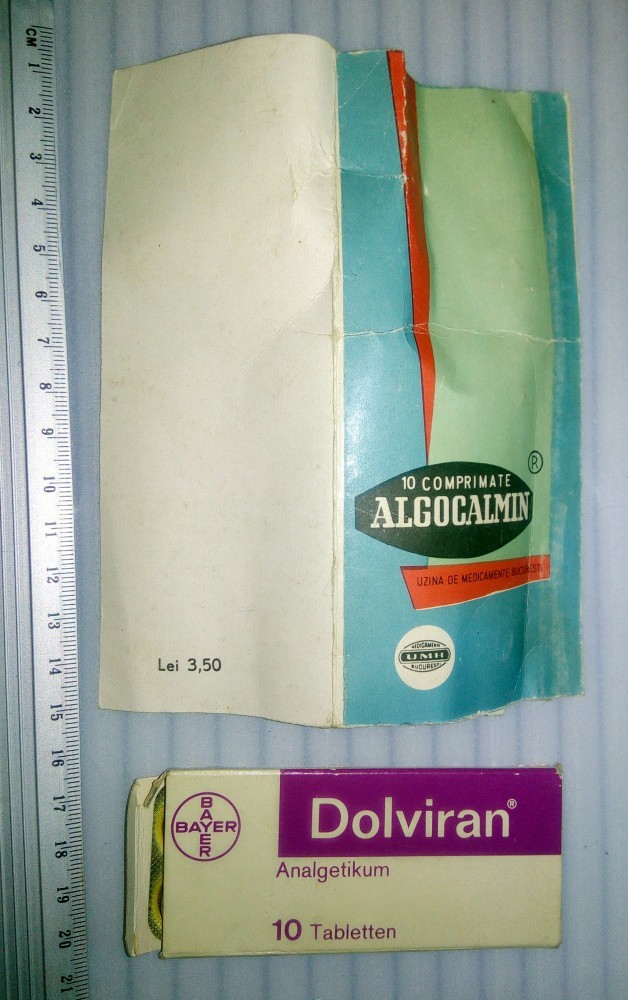 CM
1
2
3
4
5
6
7
8
9
10
11
12
13
14
15
16
17
18
19
20
21
10 COMPRIMATE
ALGOCALMIN ®
UZINA DE MEDICAMENTE BUCUREȘTI
MEDICAMENTE
UMB
BUCUREȘTI
Lei 3,50
BAYER
BAYER
Dolviran®
Analgetikum
10 Tabletten